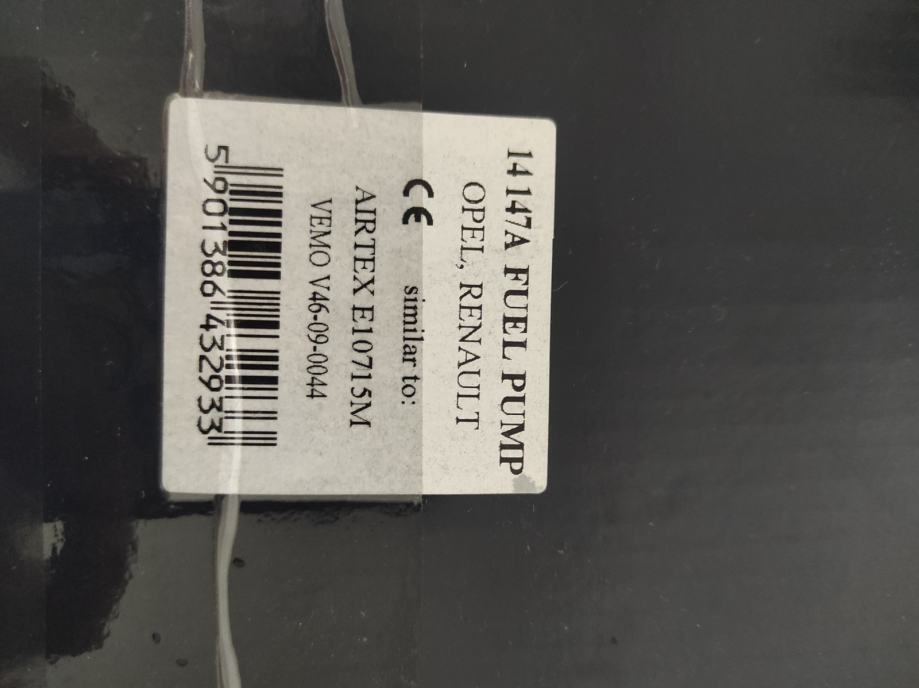 14147A FUEL PUMP
OPEL, RENAULT
CE similar to:
AIRTEX E10715M
VEMO V46-09-0044
5 901386 432933